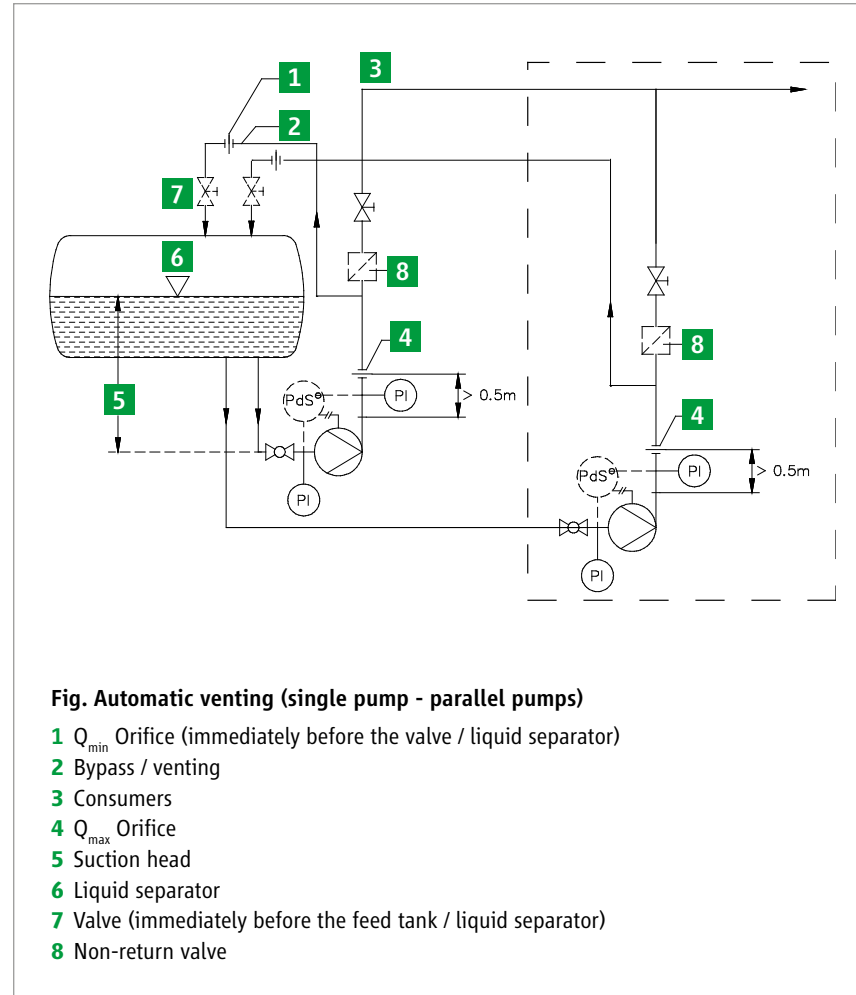 1
3
2
7
6
8
4
5
PdS
PI
> 0.5m
PI
8
4
PdS
PI
> 0.5m
PI
Fig. Automatic venting (single pump - parallel pumps)
1 Qmin Orifice (immediately before the valve / liquid separator)
2 Bypass / venting
3 Consumers
4 Qmax Orifice
5 Suction head
6 Liquid separator
7 Valve (immediately before the feed tank / liquid separator)
8 Non-return valve